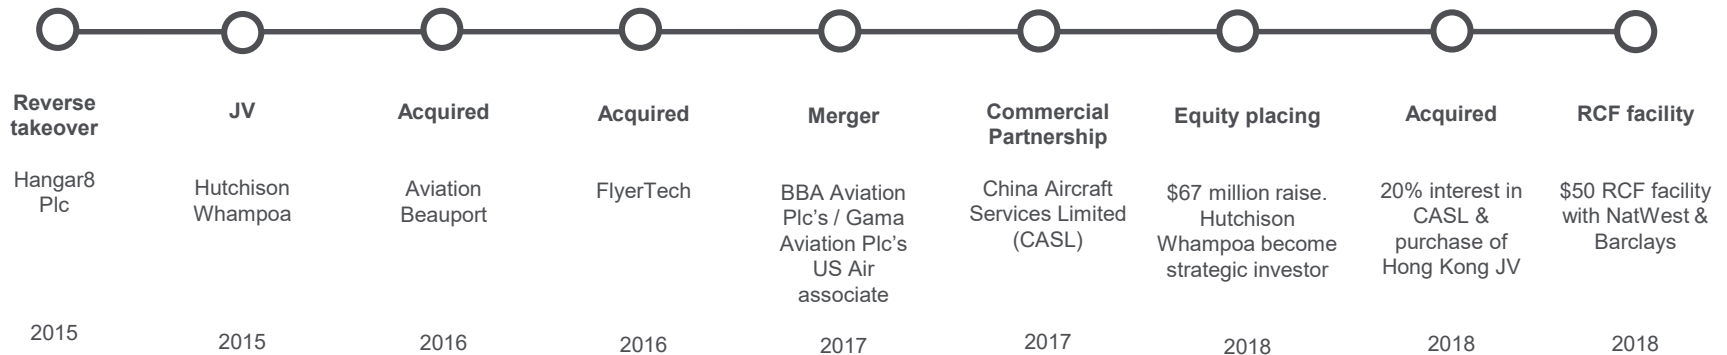 Reverse
takeover
Hangar8
Plc
2015
JV
Hutchison
Whampoa
2015
Acquired
Aviation
Beauport
2016
Acquired
FlyerTech
2016
Merger
BBA Aviation
Plc's / Gama
Aviation Plc's
US Air
associate
2017
Commercial
Partnership
China Aircraft
Services Limited
(CASL)
2017
Equity placing
$67 million raise.
Hutchison
Whampoa become
strategic investor
2018
Acquired
20% interest in
CASL &
purchase of
Hong Kong JV
2018
RCF facility
$50 RCF facility
with NatWest &
Barclays
2018